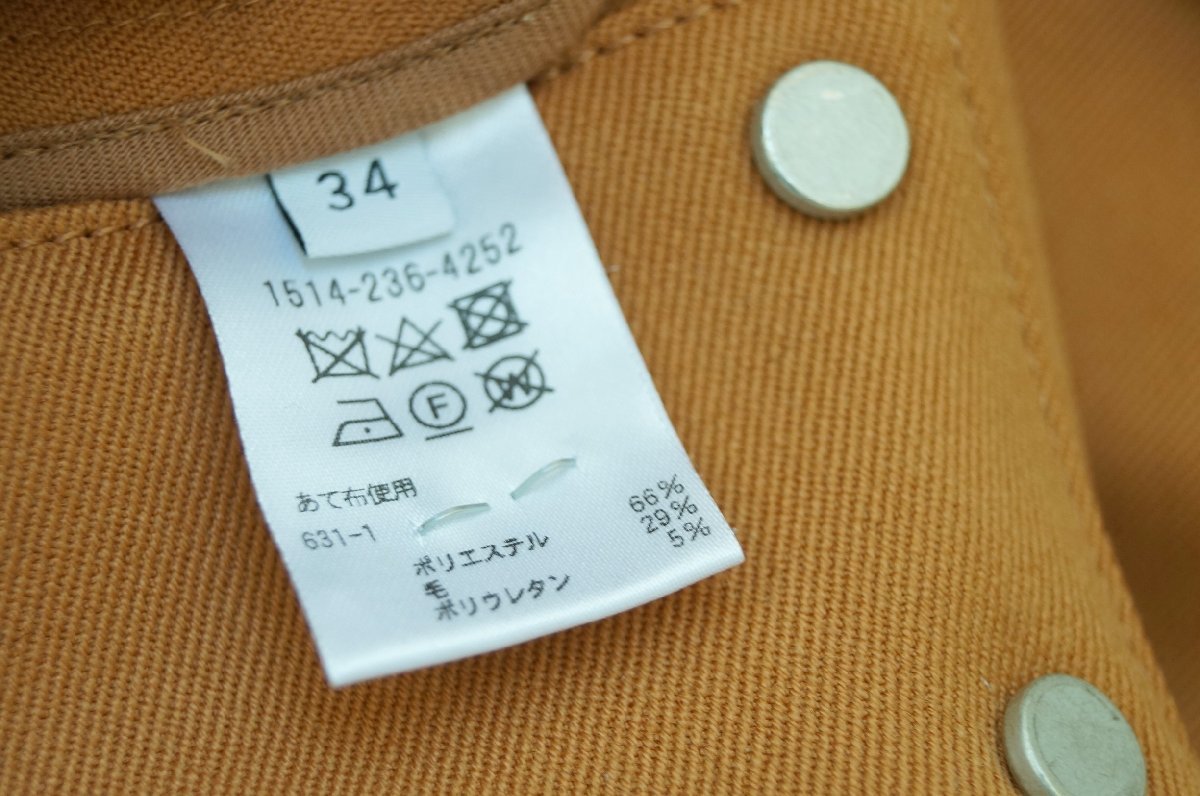 34
1514-236-4252
F
W
あて布使用
631-1
ポリエステル 66%
毛 29%
ポリウレタン 5%